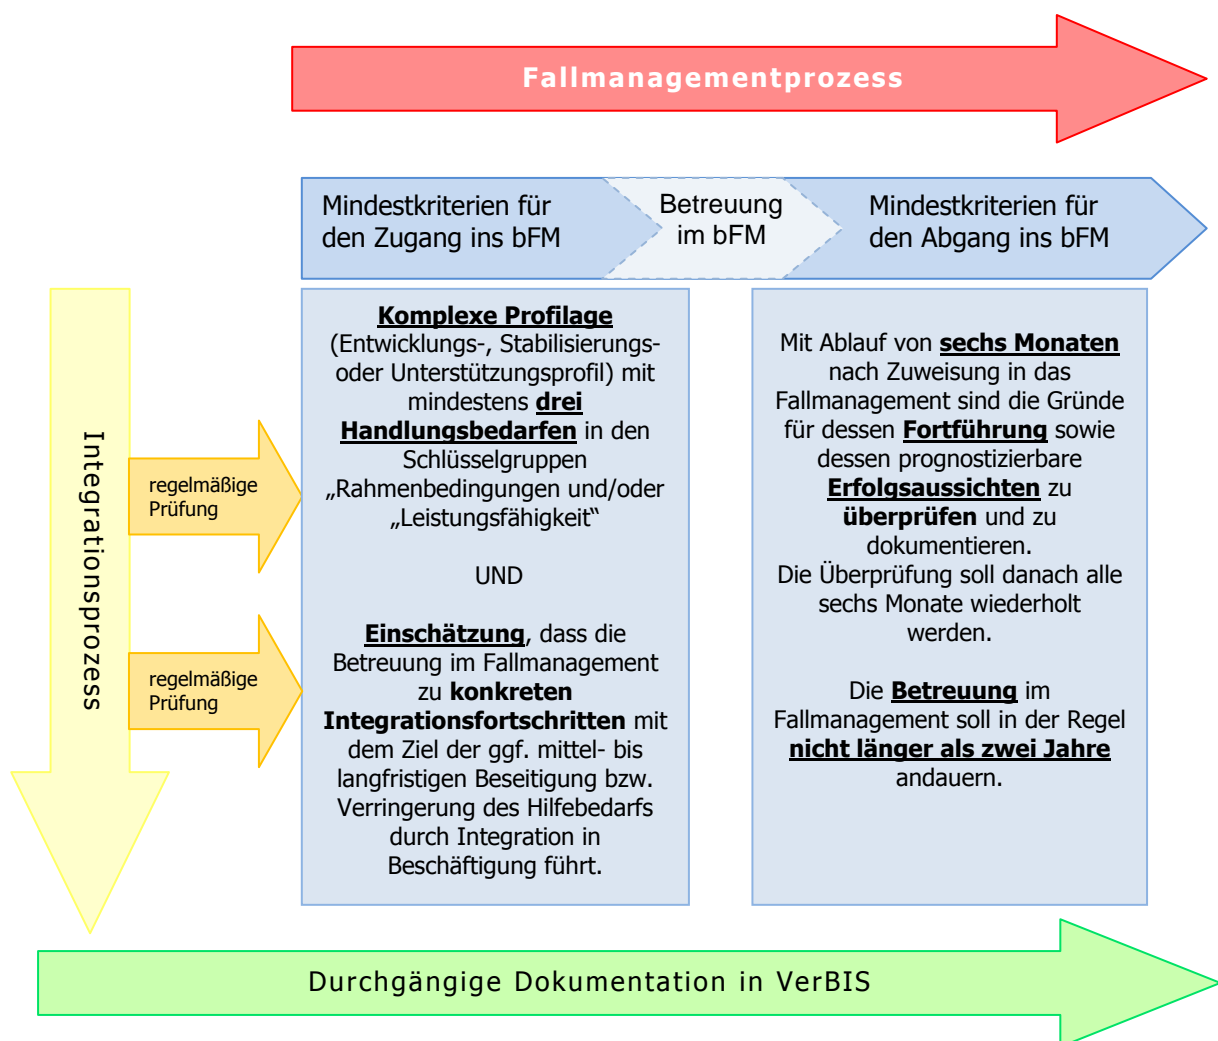 Fallmanagementprozess
Mindestkriterien für
den Zugang ins bFM
Betreuung
im bFM
Mindestkriterien für
den Abgang ins bFM
Integrationsprozess
regelmäßige
Prüfung
regelmäßige
Prüfung
Komplexe Profilage
(Entwicklungs-, Stabilisierungs-
oder Unterstützungsprofil) mit
mindestens drei
Handlungsbedarfen in den
Schlüsselgruppen
„Rahmenbedingungen und/oder
„Leistungsfähigkeit“
UND
Einschätzung, dass die
Betreuung im Fallmanagement
zu konkreten
Integrationsfortschritten mit
dem Ziel der ggf. mittel- bis
langfristigen Beseitigung bzw.
Verringerung des Hilfebedarfs
durch Integration in
Beschäftigung führt.
Mit Ablauf von sechs Monaten
nach Zuweisung in das
Fallmanagement sind die Gründe
für dessen Fortführung sowie
dessen prognostizierbare
Erfolgsaussichten zu
überprüfen und zu
dokumentieren.
Die Überprüfung soll danach alle
sechs Monate wiederholt
werden.
Die Betreuung im
Fallmanagement soll in der Regel
nicht länger als zwei Jahre
andauern.
Durchgängige Dokumentation in VerBIS